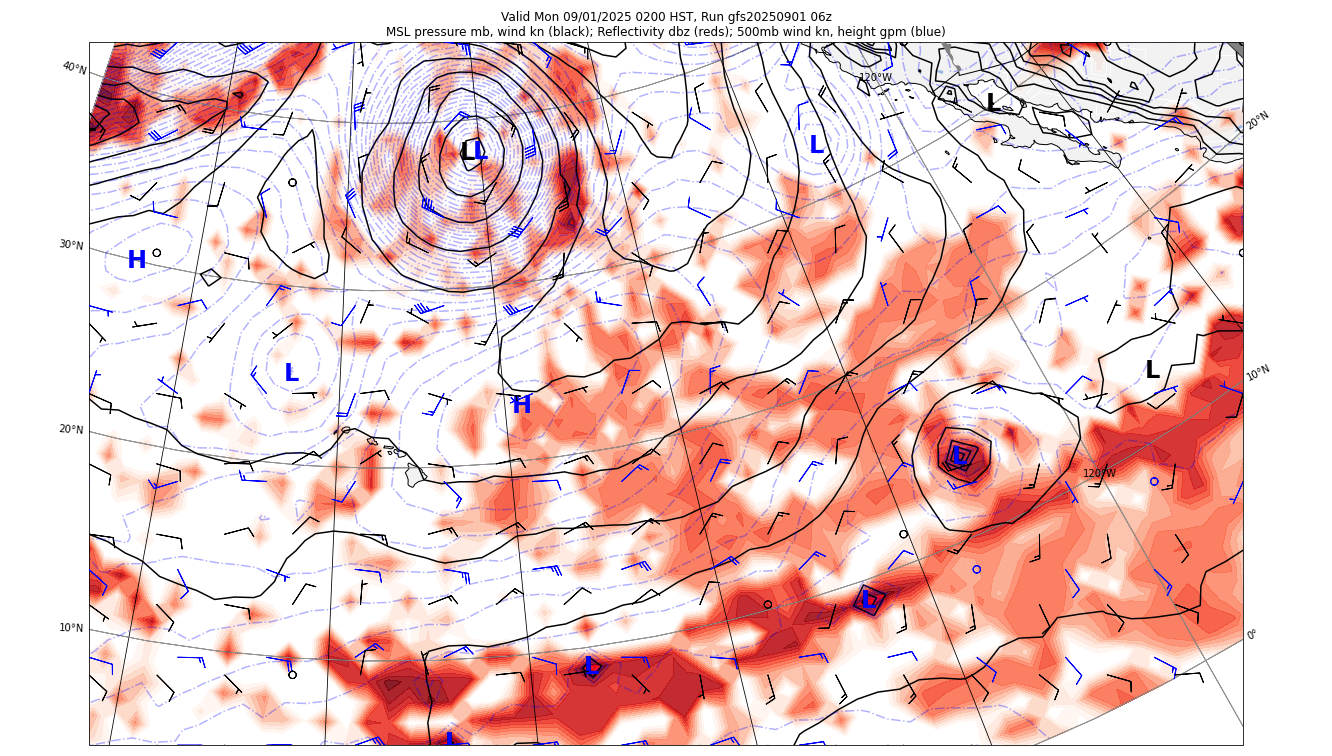 Valid Mon 09/01/2025 0200 HST, Run gfs20250901 06z
MSL pressure mb, wind kn (black); Reflectivity dbz (reds); 500mb wind kn, height gpm (blue)
40°N
120°W
L
20°N
L L
L
30°N
H
L
L
10°N
H
20°N
L
120°W
L
10°N
0°
L
L